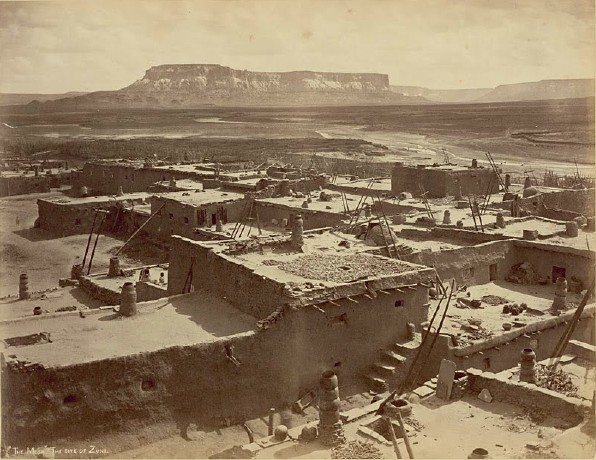 "THE MESA" THE SITE OF ZUNI.